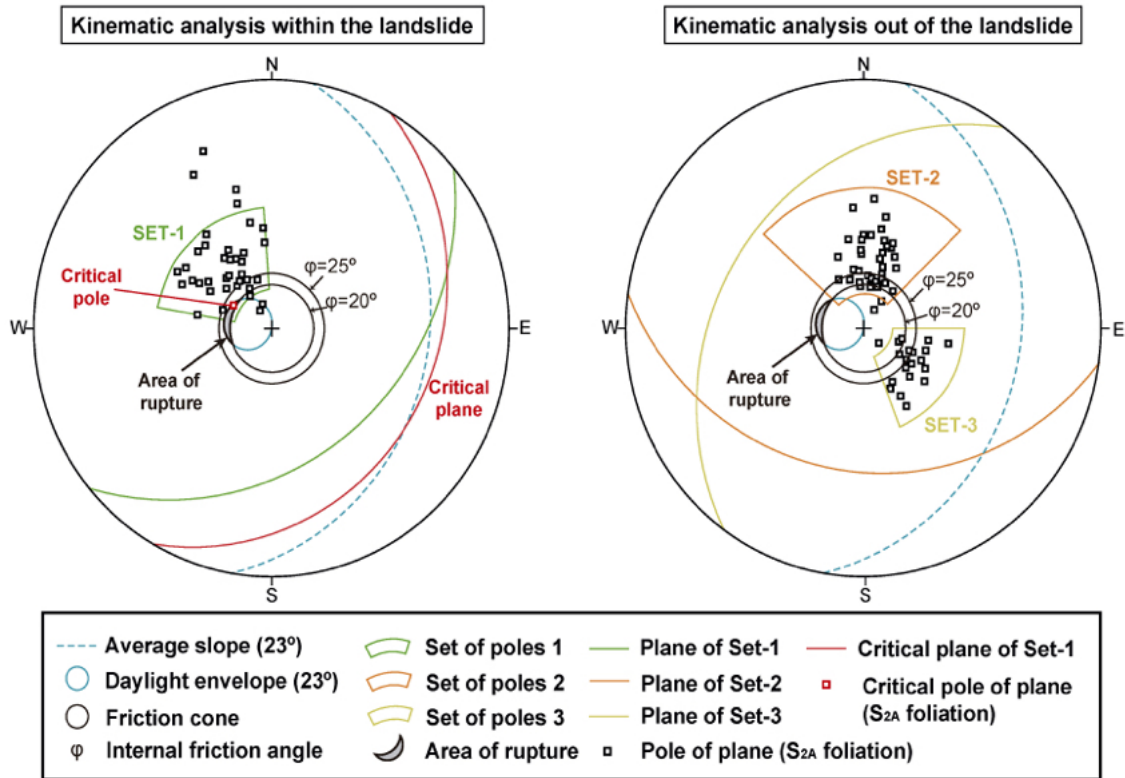 Kinematic analysis within the landslide
Kinematic analysis out of the landslide
N
N
SET-1
Critical
pole
φ=25º
φ=20º
W
E
Area of
rupture
Critical
plane
S
SET-2
φ=25º
φ=20º
W
E
Area of
rupture
SET-3
S
Average slope (23º)
Set of poles 1
Plane of Set-1
Critical plane of Set-1
Daylight envelope (23º)
Set of poles 2
Plane of Set-2
Critical pole of plane
(S2A foliation)
Friction cone
Set of poles 3
Plane of Set-3
φ Internal friction angle
Area of rupture
Pole of plane (S2A foliation)